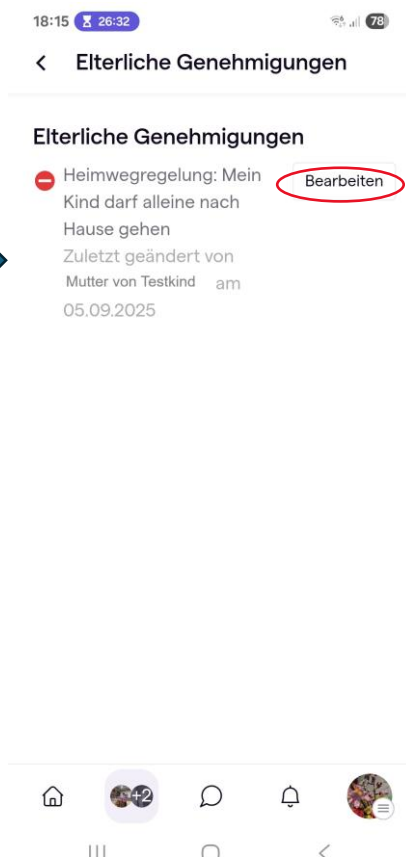 18:15 26:32 78
Elterliche Genehmigungen
Elterliche Genehmigungen
Heimwegregelung: Mein Bearbeiten
Kind darf alleine nach
Hause gehen
Zuletzt geändert von
Mutter von Testkind am
05.09.2025
+2